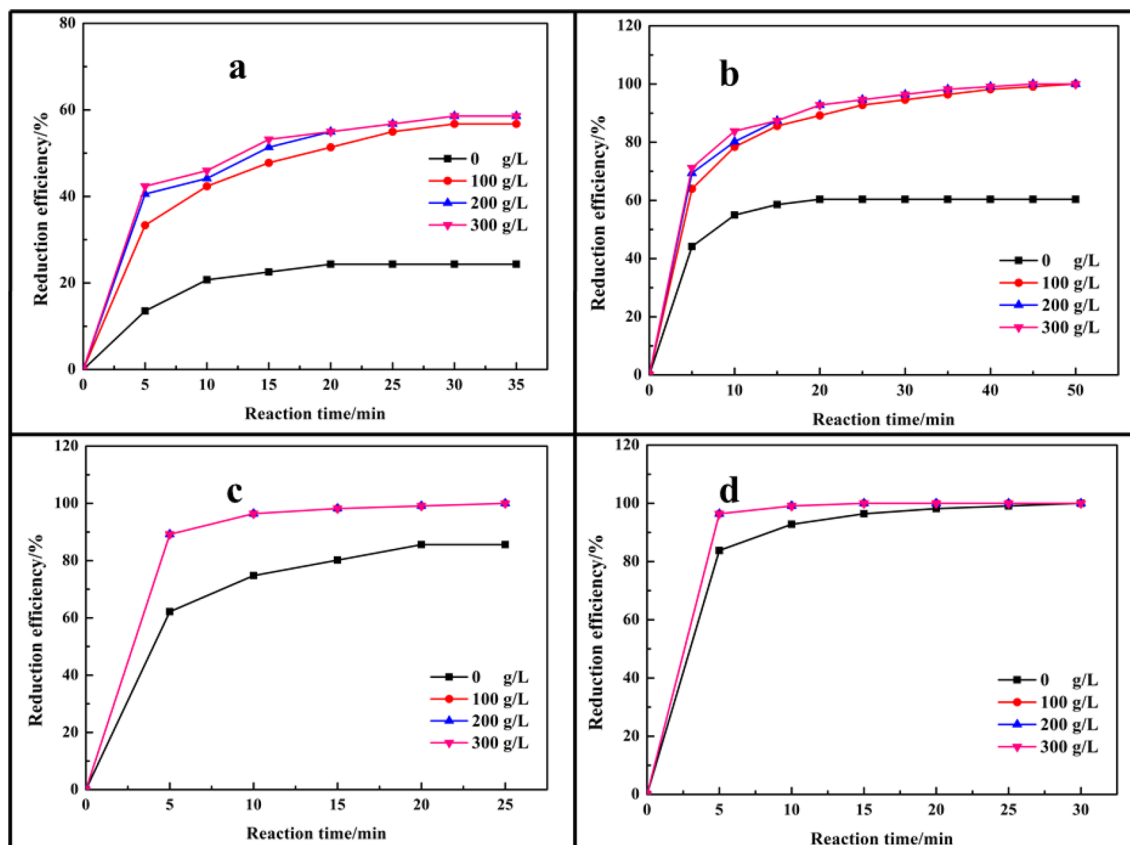 a
Reduction efficiency/%
80
60
40
20
0
0 5 10 15 20 25 30 35
Reaction time/min
0 g/L
100 g/L
200 g/L
300 g/L
b
Reduction efficiency/%
120
100
80
60
40
20
0
0 10 20 30 40 50
Reaction time/min
0 g/L
100 g/L
200 g/L
300 g/L
c
Reduction efficiency/%
120
100
80
60
40
20
0
0 5 10 15 20 25
Reaction time/min
0 g/L
100 g/L
200 g/L
300 g/L
d
Reduction efficiency/%
120
100
80
60
40
20
0
0 5 10 15 20 25 30
Reaction time/min
0 g/L
100 g/L
200 g/L
300 g/L